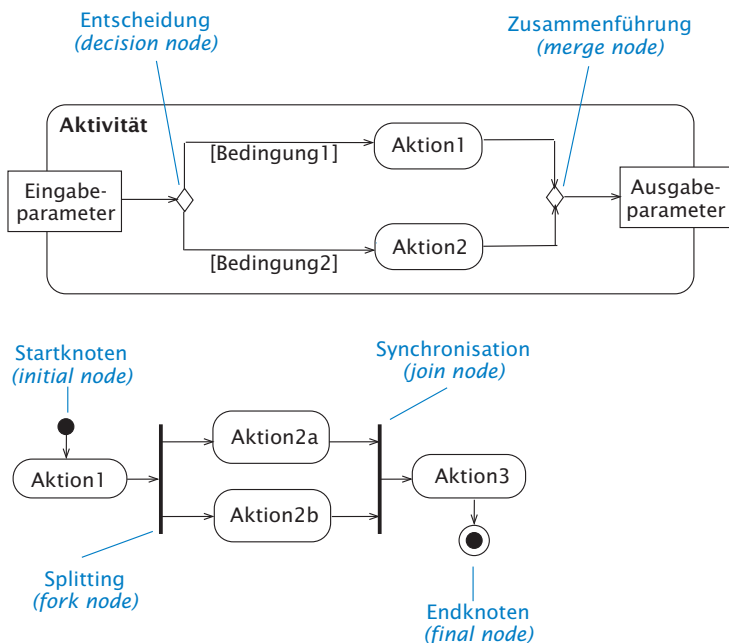 Entscheidung
(decision node)
Zusammenführung
(merge node)
Aktivität
[Bedingung1]
Aktion1
Eingabe-
parameter
Ausgabe-
parameter
Aktion2
[Bedingung2]
Startknoten
(initial node)
Synchronisation
(join node)
Aktion2a
Aktion1
Aktion3
Aktion2b
Splitting
(fork node)
Endknoten
(final node)